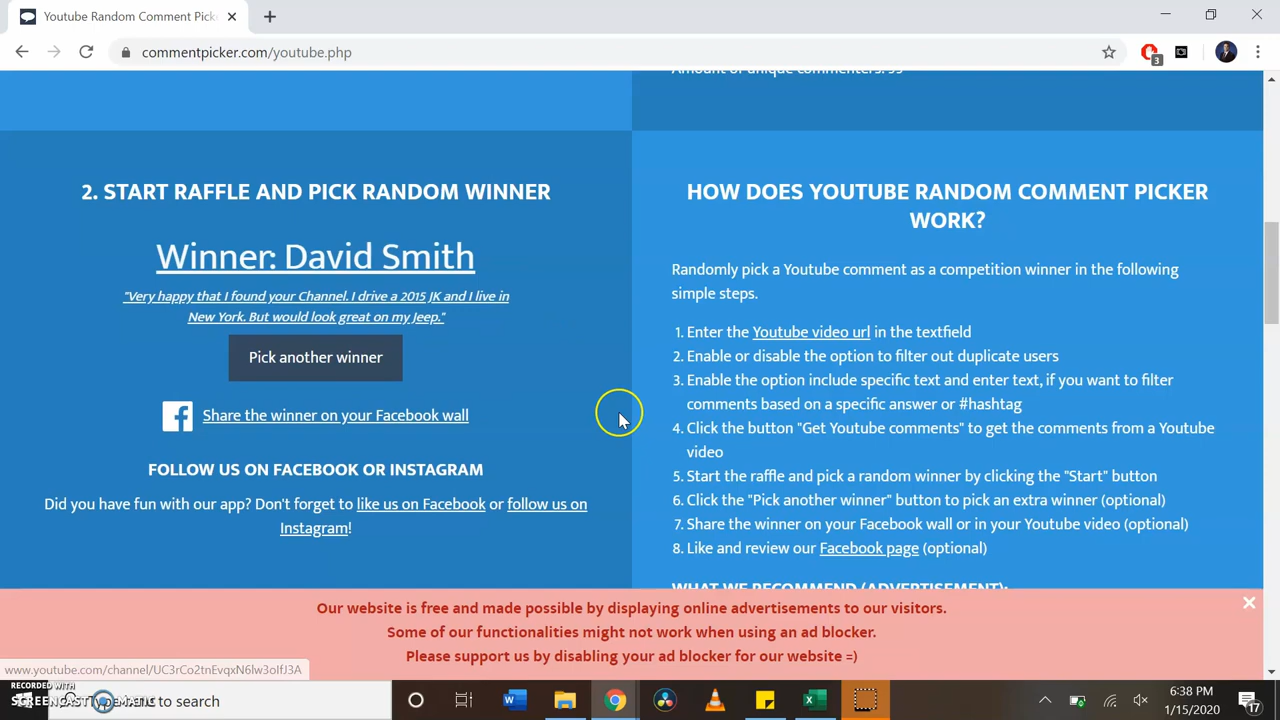 Youtube Random Comment Pick
commentpicker.com/youtube.php
3
Amount of unique commenters: 99
2. START RAFFLE AND PICK RANDOM WINNER
Winner: David Smith
"Very happy that I found your Channel. I drive a 2015 JK and I live in
New York. But would look great on my Jeep."
Pick another winner
Share the winner on your Facebook wall
FOLLOW US ON FACEBOOK OR INSTAGRAM
Did you have fun with our app? Don't forget to like us on Facebook or follow us on
Instagram!
HOW DOES YOUTUBE RANDOM COMMENT PICKER
WORK?
Randomly pick a Youtube comment as a competition winner in the following
simple steps.
1. Enter the Youtube video url in the textfield
2. Enable or disable the option to filter out duplicate users
3. Enable the option include specific text and enter text, if you want to filter
comments based on a specific answer or #hashtag
4. Click the button "Get Youtube comments" to get the comments from a Youtube
video
5. Start the raffle and pick a random winner by clicking the "Start" button
6. Click the "Pick another winner" button to pick an extra winner (optional)
7. Share the winner on your Facebook wall or in your Youtube video (optional)
8. Like and review our Facebook page (optional)
WHAT WE RECOMMEND (ADVERTISEMENT):
Our website is free and made possible by displaying online advertisements to our visitors.
Some of our functionalities might not work when using an ad blocker.
Please support us by disabling your ad blocker for our website =)
www.youtube.com/channel/UC3rCo2tnEvqxN6lw3oIfJ3A
RECORDED WITH
SCREENCAST MATIC
to search
6:38 PM
1/15/2020
17